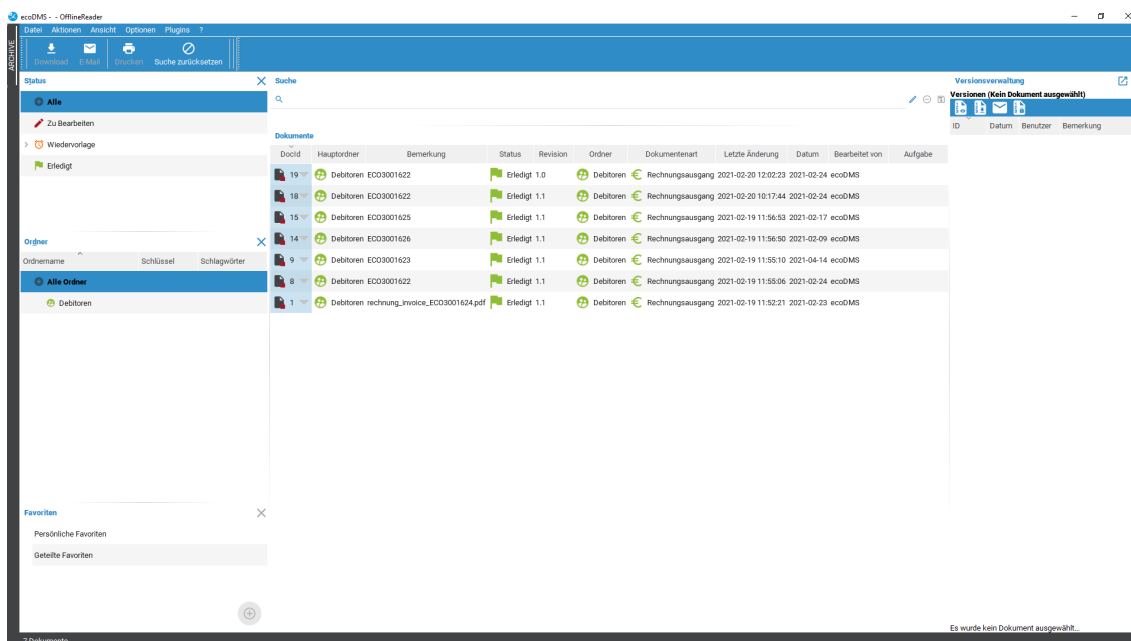 ecoDMS - - OfflineReader
Datei Aktionen Ansicht Optionen Plugins ?
ARCHIVE
Download E-Mail Drucken Suche zurücksetzen
Status
Alle
Zu Bearbeiten
Wiedervorlage
Erledigt
Ordner
Ordnername Schlüssel Schlagwörter
Alle Ordner
Debitoren
Favoriten
Persönliche Favoriten
Geteilte Favoriten
Suche
Dokumente
DocId Hauptordner Bemerkung Status Revision Ordner Dokumentenart Letzte Änderung Datum Bearbeitet von Aufgabe
19 Debitoren ECO3001622 Erledigt 1.0 Debitoren Rechnungsausgang 2021-02-20 12:02:23 2021-02-24 ecoDMS
18 Debitoren ECO3001622 Erledigt 1.1 Debitoren Rechnungsausgang 2021-02-20 10:17:44 2021-02-24 ecoDMS
15 Debitoren ECO3001625 Erledigt 1.1 Debitoren Rechnungsausgang 2021-02-19 11:56:53 2021-02-17 ecoDMS
14 Debitoren ECO3001626 Erledigt 1.1 Debitoren Rechnungsausgang 2021-02-19 11:56:50 2021-02-09 ecoDMS
9 Debitoren ECO3001623 Erledigt 1.1 Debitoren Rechnungsausgang 2021-02-19 11:55:10 2021-04-14 ecoDMS
8 Debitoren ECO3001622 Erledigt 1.1 Debitoren Rechnungsausgang 2021-02-19 11:55:06 2021-02-24 ecoDMS
1 Debitoren rechnung_invoice_ECO3001624.pdf Erledigt 1.1 Debitoren Rechnungsausgang 2021-02-19 11:52:21 2021-02-23 ecoDMS
Versionsverwaltung
Versionen (Kein Dokument ausgewählt)
ID Datum Benutzer Bemerkung
Es wurde kein Dokument ausgewählt...
7 Dokumente